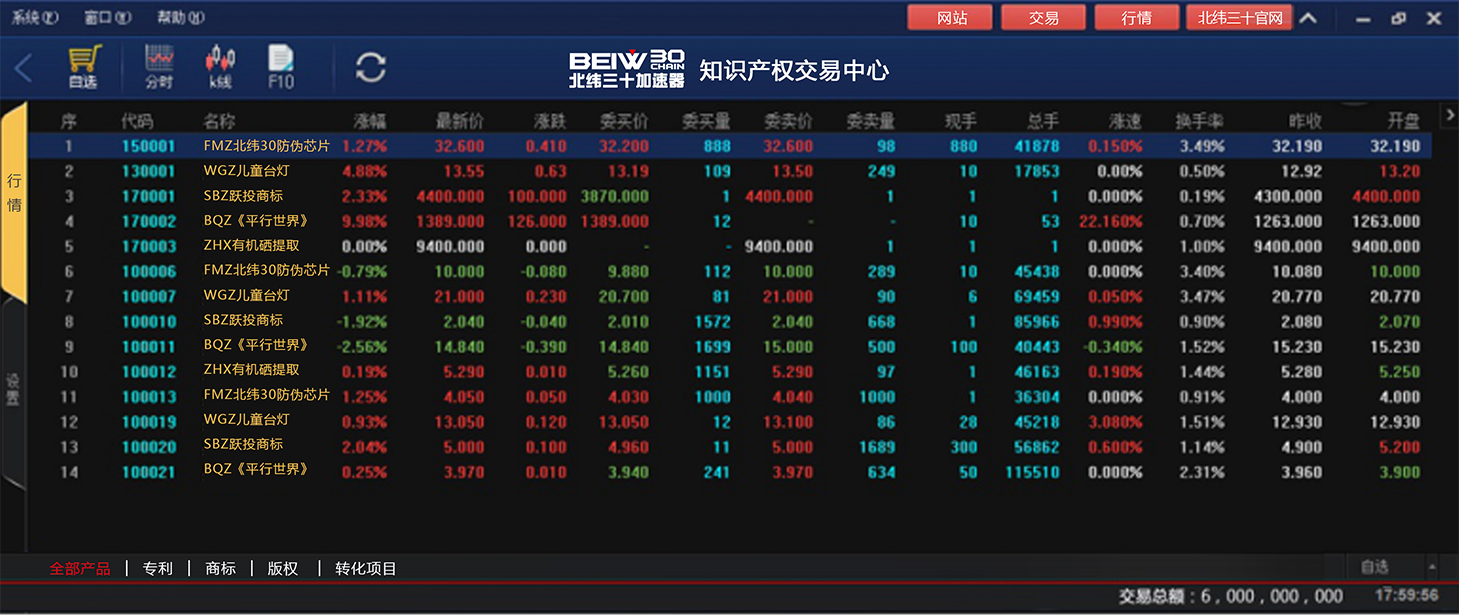 系统(X) 窗口(W) 帮助(H) 网站 交易 行情 北纬三十官网
自选 分时 k线 F10 BEIW 30 CHAIN 北纬三十加速器 知识产权交易中心
序 代码 名称 涨幅 最新价 涨跌 委买价 委买量 委卖价 委卖量 现手 总手 涨速 换手率 昨收 开盘
1 150001 FMZ北纬30防伪芯片 1.27% 32.600 0.410 32.200 888 32.600 98 880 41878 0.150% 3.49% 32.190 32.190
2 130001 WGZ儿童台灯 4.88% 13.55 0.63 13.19 109 13.50 249 10 17853 0.00% 0.50% 12.92 13.20
3 170001 SBZ跃投商标 2.33% 4400.000 100.000 3870.000 1 4400.000 1 1 1 0.000% 0.19% 4300.000 4400.000
4 170002 BQZ《平行世界》 9.98% 1389.000 126.000 1389.000 12 - - 10 53 22.160% 0.70% 1263.000 1263.000
5 170003 ZHX有机硒提取 0.00% 9400.000 0.000 - - 9400.000 1 1 1 0.000% 1.00% 9400.000 9400.000
6 100006 FMZ北纬30防伪芯片 -0.79% 10.000 -0.080 9.880 112 10.000 289 10 45438 0.000% 3.40% 10.080 10.000
7 100007 WGZ儿童台灯 1.11% 21.000 0.230 20.700 81 21.000 90 6 69459 0.050% 3.47% 20.770 20.770
8 100010 SBZ跃投商标 -1.92% 2.040 -0.040 2.010 1572 2.040 668 1 85966 0.990% 0.90% 2.080 2.070
9 100011 BQZ《平行世界》 -2.56% 14.840 -0.390 14.840 1699 15.000 500 100 40443 -0.340% 1.52% 15.230 15.230
10 100012 ZHX有机硒提取 0.19% 5.290 0.010 5.260 1151 5.290 97 1 46163 0.190% 1.44% 5.280 5.250
11 100013 FMZ北纬30防伪芯片 1.25% 4.050 0.050 4.030 1000 4.040 1000 1 36304 0.000% 0.91% 4.000 4.000
12 100019 WGZ儿童台灯 0.93% 13.050 0.120 13.050 12 13.100 86 28 45218 3.080% 1.51% 12.930 12.930
13 100020 SBZ跃投商标 2.04% 5.000 0.100 4.960 11 5.000 1689 300 56862 0.600% 1.14% 4.900 5.200
14 100021 BQZ《平行世界》 0.25% 3.970 0.010 3.940 241 3.970 634 50 115510 0.000% 2.31% 3.960 3.900
行情
设置
全部产品 | 专利 | 商标 | 版权 | 转化项目 自选
交易总额：6，000，000，000 17:59:56